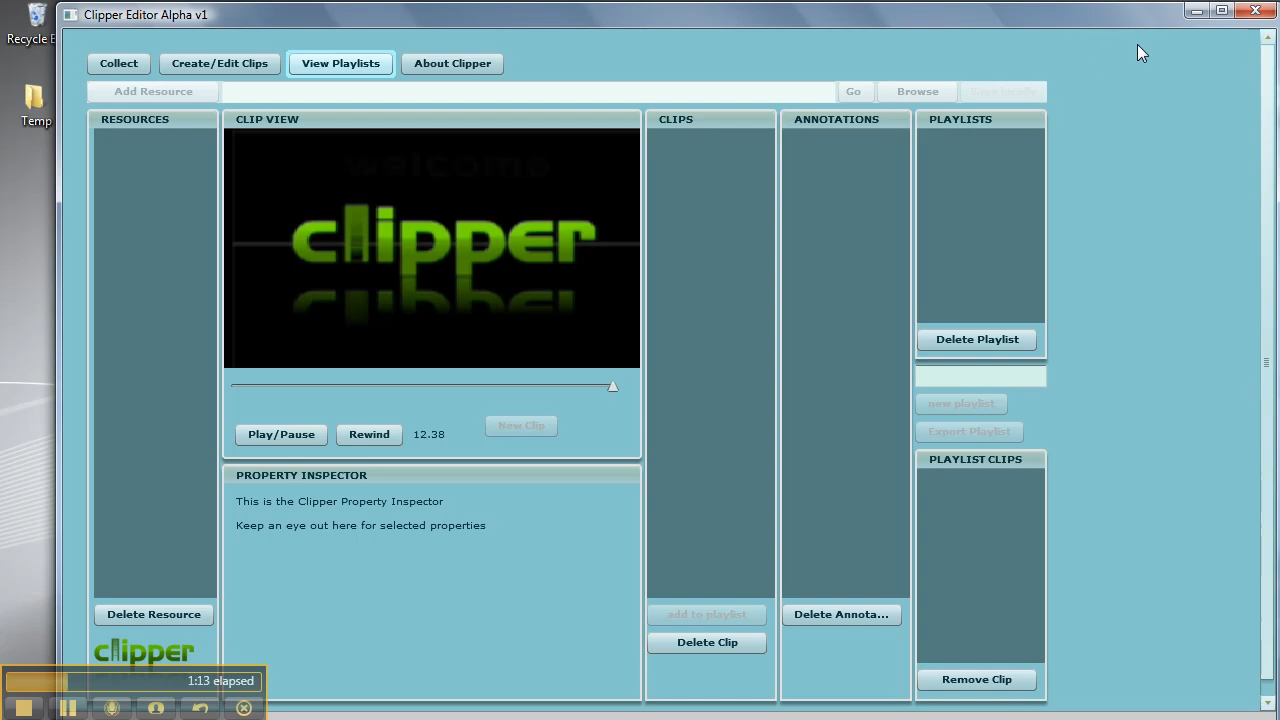 Clipper Editor Alpha v1
Recycle B
Temp
Collect
Create/Edit Clips
View Playlists
About Clipper
Add Resource
Go
Browse
Save locally
RESOURCES
CLIP VIEW
CLIPS
ANNOTATIONS
PLAYLISTS
welcome
clipper
Delete Playlist
new playlist
Export Playlist
Play/Pause
Rewind
12.38
New Clip
PLAYLIST CLIPS
PROPERTY INSPECTOR
This is the Clipper Property Inspector
Keep an eye out here for selected properties
Delete Resource
add to playlist
Delete Annota...
Delete Clip
clipper
Remove Clip
1:13 elapsed